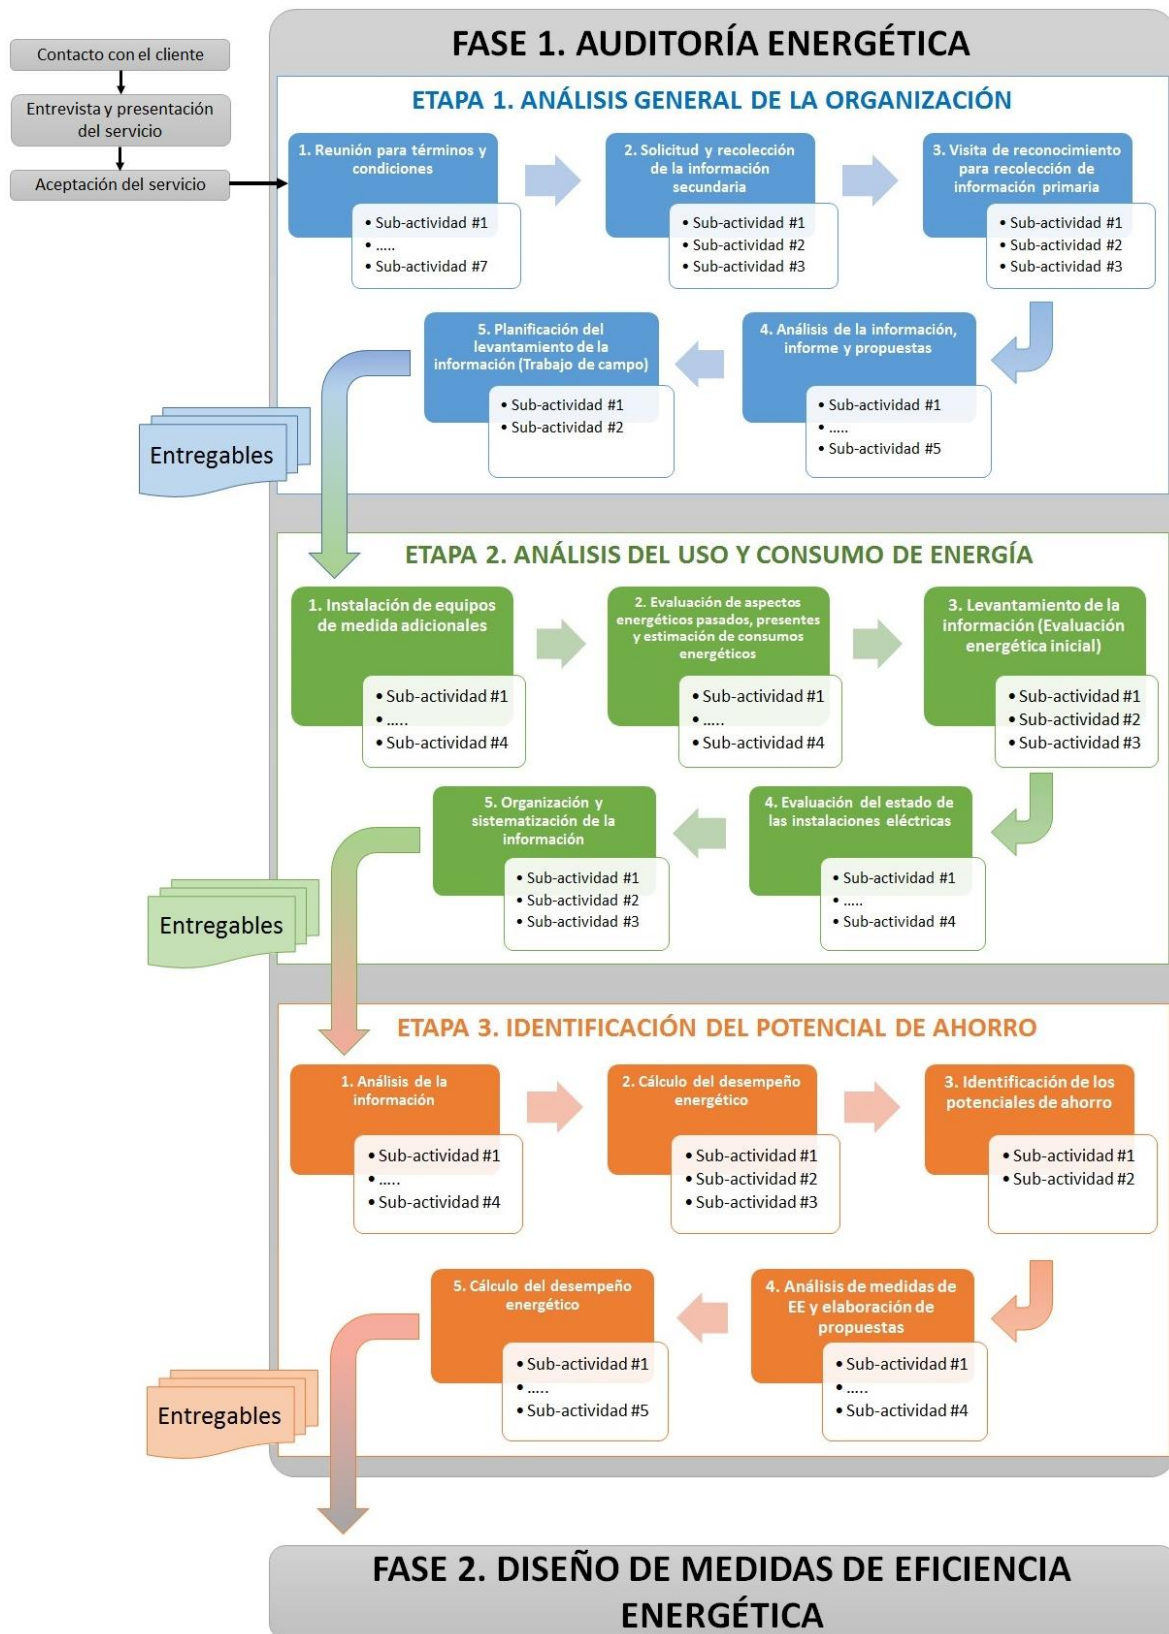 FASE 1. AUDITORÍA ENERGÉTICA
Contacto con el cliente
Entrevista y presentación
del servicio
Aceptación del servicio
ETAPA 1. ANÁLISIS GENERAL DE LA ORGANIZACIÓN
1. Reunión para términos y
condiciones
• Sub-actividad #1
• .....
• Sub-actividad #7
2. Solicitud y recolección
de la información
secundaria
• Sub-actividad #1
• Sub-actividad #2
• Sub-actividad #3
3. Visita de reconocimiento
para recolección de
información primaria
• Sub-actividad #1
• Sub-actividad #2
• Sub-actividad #3
4. Análisis de la información,
informe y propuestas
• Sub-actividad #1
• .....
• Sub-actividad #5
5. Planificación del
levantamiento de la
información (Trabajo de campo)
• Sub-actividad #1
• Sub-actividad #2
Entregables
ETAPA 2. ANÁLISIS DEL USO Y CONSUMO DE ENERGÍA
1. Instalación de equipos
de medida adicionales
• Sub-actividad #1
• .....
• Sub-actividad #4
2. Evaluación de aspectos
energéticos pasados, presentes
y estimación de consumos
energéticos
• Sub-actividad #1
• .....
• Sub-actividad #4
3. Levantamiento de la
información (Evaluación
energética inicial)
• Sub-actividad #1
• Sub-actividad #2
• Sub-actividad #3
4. Evaluación del estado de
las instalaciones eléctricas
• Sub-actividad #1
• .....
• Sub-actividad #4
5. Organización y
sistematización de la
información
• Sub-actividad #1
• Sub-actividad #2
• Sub-actividad #3
Entregables
ETAPA 3. IDENTIFICACIÓN DEL POTENCIAL DE AHORRO
1. Análisis de la
información
• Sub-actividad #1
• .....
• Sub-actividad #4
2. Cálculo del desempeño
energético
• Sub-actividad #1
• Sub-actividad #2
• Sub-actividad #3
3. Identificación de los
potenciales de ahorro
• Sub-actividad #1
• Sub-actividad #2
4. Análisis de medidas de
EE y elaboración de
propuestas
• Sub-actividad #1
• .....
• Sub-actividad #4
5. Cálculo del desempeño
energético
• Sub-actividad #1
• .....
• Sub-actividad #5
Entregables
FASE 2. DISEÑO DE MEDIDAS DE EFICIENCIA
ENERGÉTICA